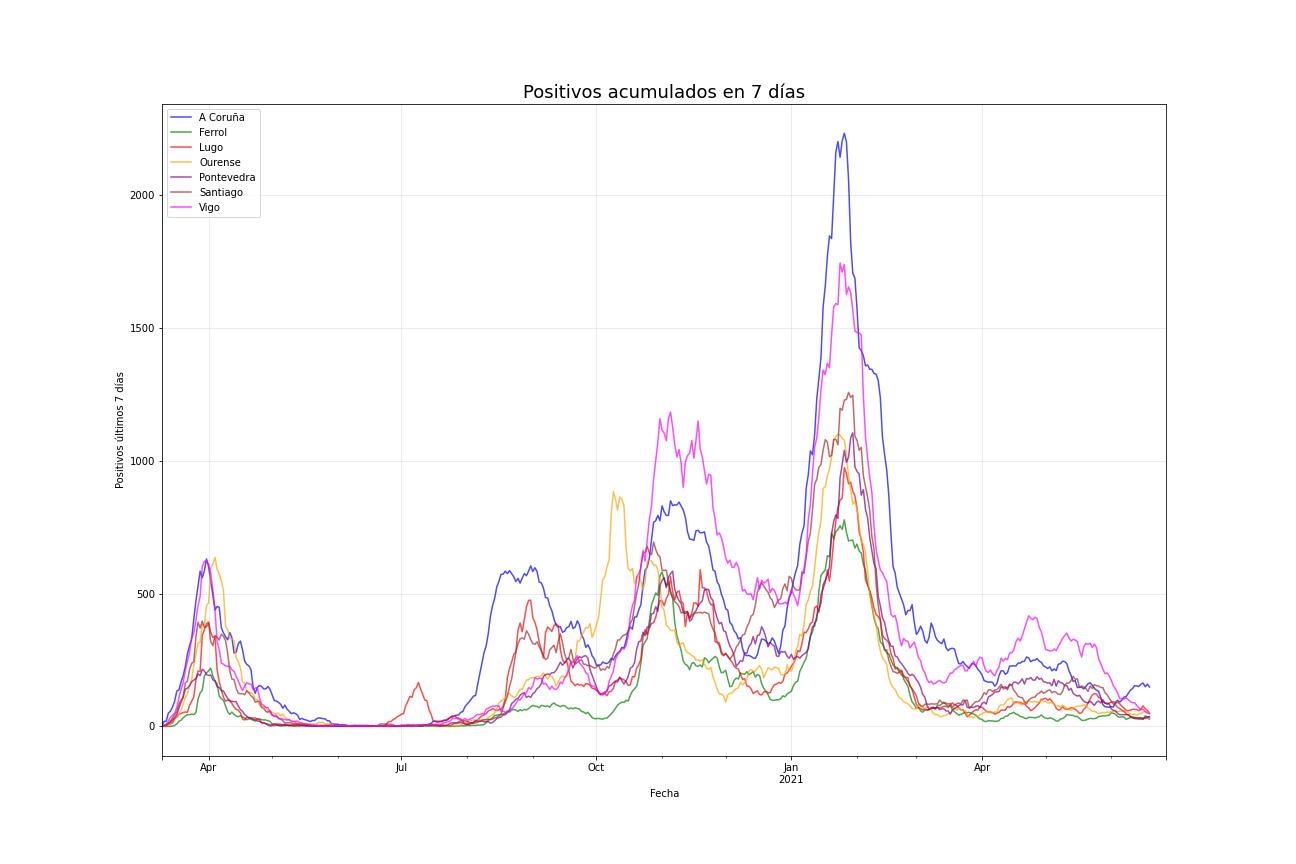 Positivos acumulados en 7 días
A Coruña
Ferrol
Lugo
Ourense
Pontevedra
Santiago
Vigo
2000
1500
1000
500
0
Positivos últimos 7 días
Apr
Jul
Oct
Jan
2021
Apr
Fecha